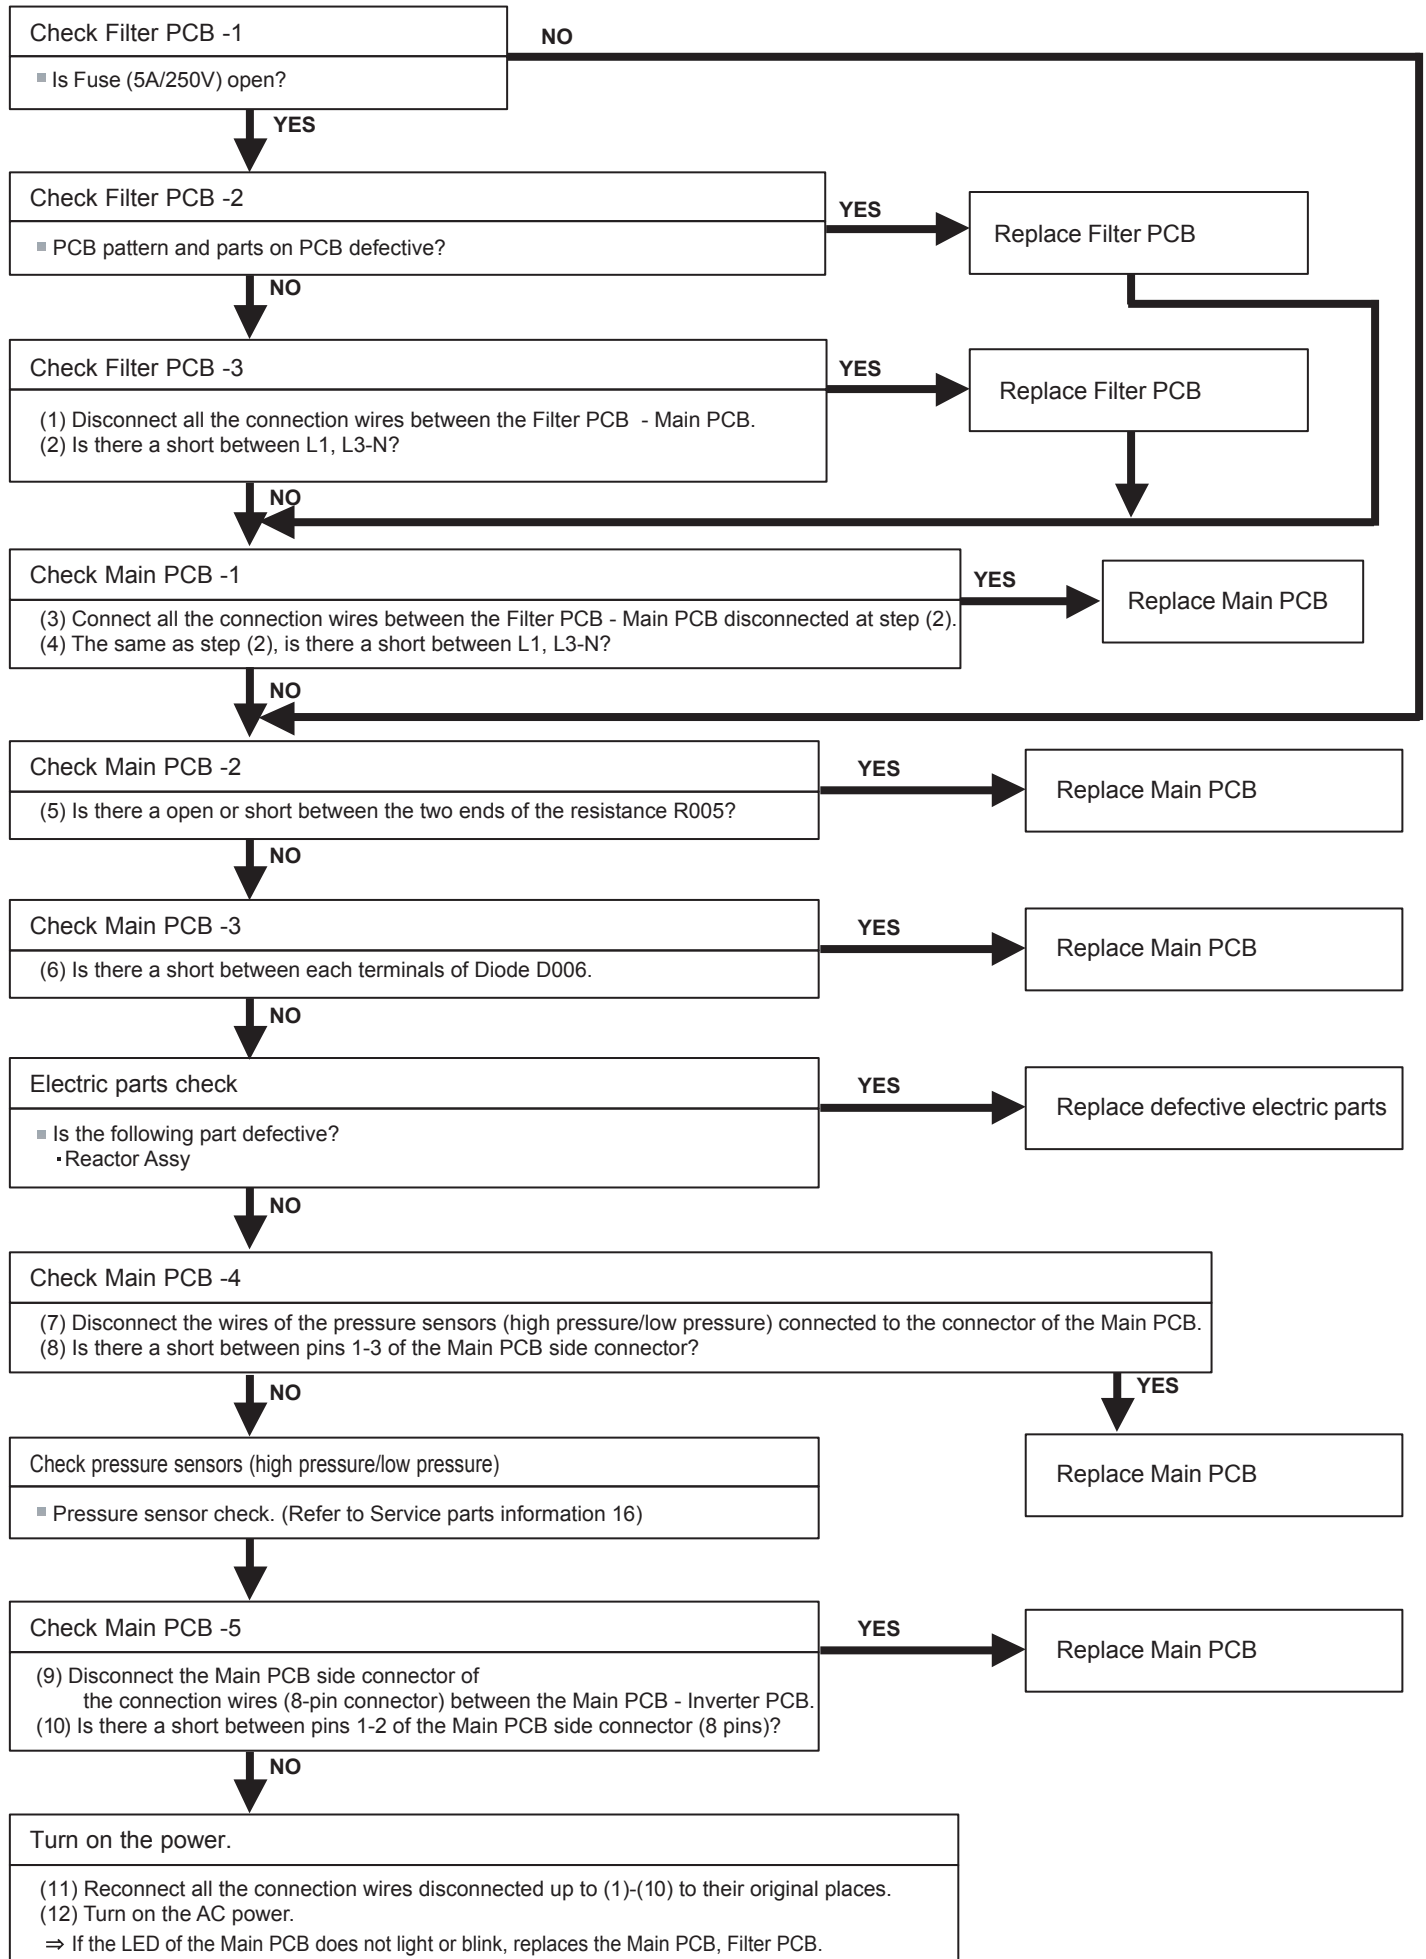 Check Filter PCB -1
NO
Is Fuse (5A/250V) open?
YES
Check Filter PCB -2
YES
Replace Filter PCB
PCB pattern and parts on PCB defective?
NO
Check Filter PCB -3
YES
Replace Filter PCB
(1) Disconnect all the connection wires between the Filter PCB - Main PCB.
(2) Is there a short between L1, L3-N?
NO
Check Main PCB -1
YES
Replace Main PCB
(3) Connect all the connection wires between the Filter PCB - Main PCB disconnected at step (2).
(4) The same as step (2), is there a short between L1, L3-N?
NO
Check Main PCB -2
YES
Replace Main PCB
(5) Is there a open or short between the two ends of the resistance R005?
NO
Check Main PCB -3
YES
Replace Main PCB
(6) Is there a short between each terminals of Diode D006.
NO
Electric parts check
YES
Replace defective electric parts
Is the following part defective?
・Reactor Assy
NO
Check Main PCB -4
(7) Disconnect the wires of the pressure sensors (high pressure/low pressure) connected to the connector of the Main PCB.
(8) Is there a short between pins 1-3 of the Main PCB side connector?
NO
YES
Check pressure sensors (high pressure/low pressure)
Replace Main PCB
Pressure sensor check. (Refer to Service parts information 16)
Check Main PCB -5
YES
Replace Main PCB
(9) Disconnect the Main PCB side connector of
the connection wires (8-pin connector) between the Main PCB - Inverter PCB.
(10) Is there a short between pins 1-2 of the Main PCB side connector (8 pins)?
NO
Turn on the power.
(11) Reconnect all the connection wires disconnected up to (1)-(10) to their original places.
(12) Turn on the AC power.
⇒ If the LED of the Main PCB does not light or blink, replaces the Main PCB, Filter PCB.